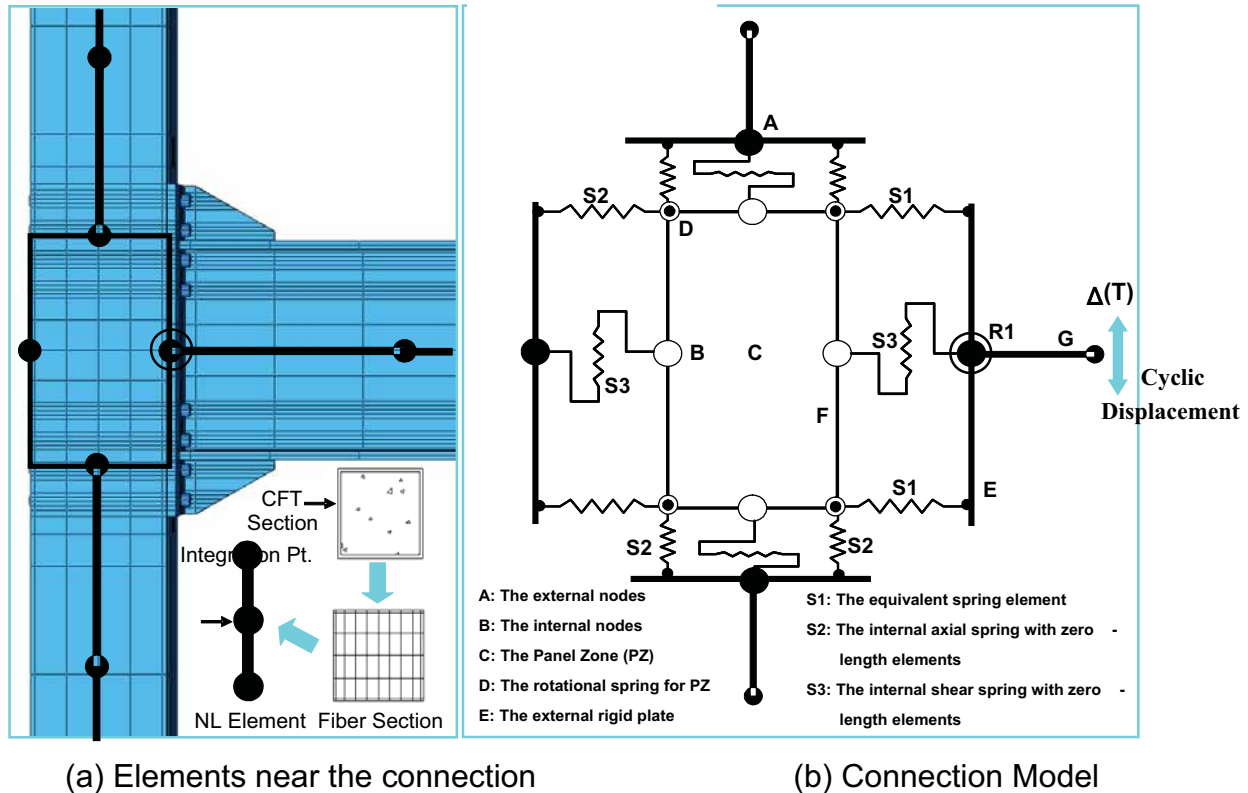 CFT
Section
Integration Pt.
NL Element
Fiber Section
A
S2
S1
D
Δ(T)
R1
B
C
S3
G
S3
Cyclic
Displacement
F
S1
E
S2
S2
A: The external nodes
B: The internal nodes
C: The Panel Zone (PZ)
D: The rotational spring for PZ
E: The external rigid plate
S1: The equivalent spring element
S2: The internal axial spring with zero -
length elements
S3: The internal shear spring with zero -
length elements
(a) Elements near the connection
(b) Connection Model